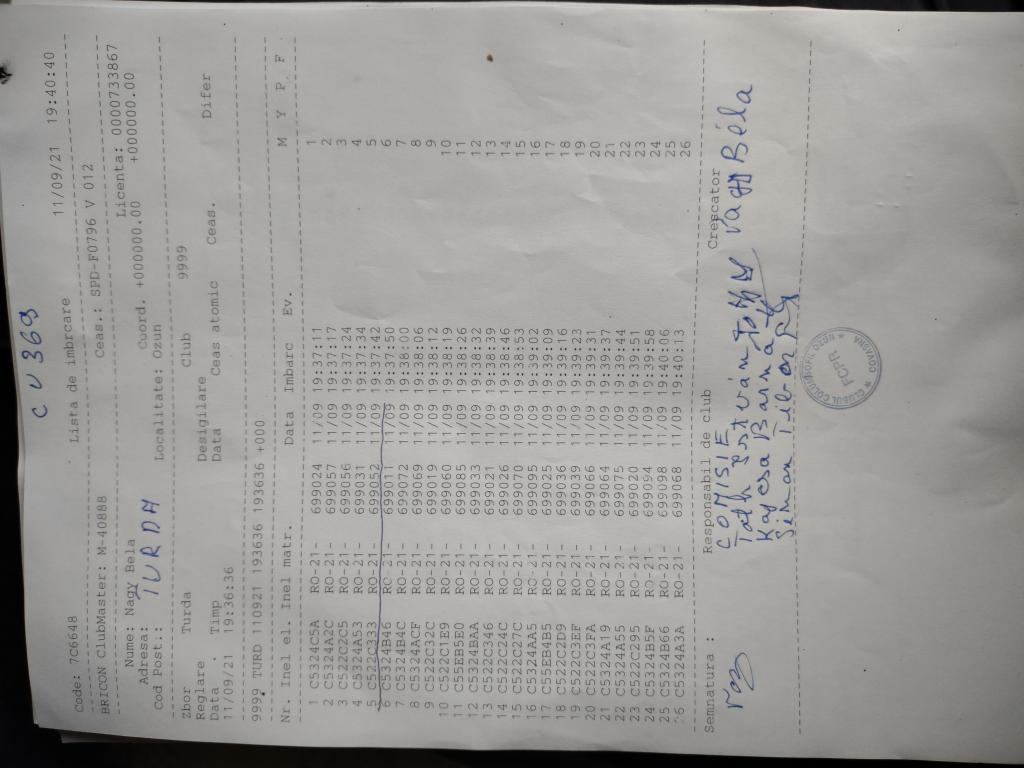 C U 369
Code: 7C6648 Lista de imbrcare 11/09/21 19:40:40
BRICON ClubMaster: M-40888 Ceas.: SPD-F0796 V 012
Nume: Nagy Bela Licenta: 0000733867
Adresa: TURDA Coord. +000000.00 +000000.00
Cod Post.: Localitate: Ozun
Zbor Turda Club 9999
Reglare Desigilare
Data . Timp Data Ceas atomic Ceas. Difer
11/09/21 19:36:36
9999 TURD 110921 193636 193636 +000
Nr. Inel el. Inel matr. Data Imbarc Ev. M Y P F
1 C5324C5A RO-21- 699024 11/09 19:37:11 1
2 C5324A2C RO-21- 699057 11/09 19:37:17 2
3 C522C2C5 RO-21- 699056 11/09 19:37:24 3
4 C5324A53 RO-21- 699031 11/09 19:37:34 4
5 C522C333 RO-21- 699052 11/09 19:37:42 5
6 C5324B46 RO-21- 699011 11/09 19:37:50 6
7 C5324B4C RO-21- 699072 11/09 19:38:00 7
8 C5324ACF RO-21- 699069 11/09 19:38:06 8
9 C522C32C RO-21- 699019 11/09 19:38:12 9
10 C522C1E9 RO-21- 699060 11/09 19:38:19 10
11 C55EB5E0 RO-21- 699085 11/09 19:38:26 11
12 C5324BAA RO-21- 699033 11/09 19:38:32 12
13 C522C346 RO-21- 699021 11/09 19:38:39 13
14 C522C24C RO-21- 699026 11/09 19:38:46 14
15 C522C27C RO-21- 699070 11/09 19:38:53 15
16 C5324AA5 RO-21- 699095 11/09 19:39:02 16
17 C55EB4B5 RO-21- 699025 11/09 19:39:09 17
18 C522C2D9 RO-21- 699036 11/09 19:39:16 18
19 C522C3EF RO-21- 699039 11/09 19:39:23 19
20 C522C3FA RO-21- 699066 11/09 19:39:31 20
21 C5324A19 RO-21- 699064 11/09 19:39:37 21
22 C5324A55 RO-21- 699075 11/09 19:39:44 22
23 C522C295 RO-21- 699020 11/09 19:39:51 23
24 C5324B5F RO-21- 699094 11/09 19:39:58 24
25 C5324B66 RO-21- 699098 11/09 19:40:06 25
26 C5324A3A RO-21- 699068 11/09 19:40:13 26
Semnatura : Responsabil de club Crescator
COMISIE
Béla
FCPR